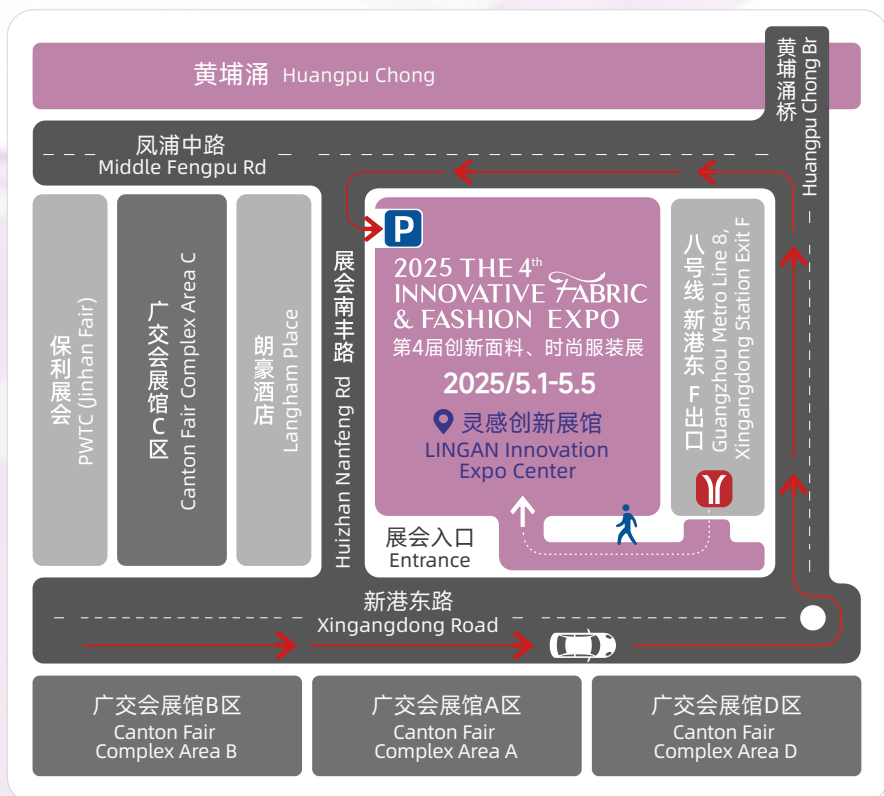 黄埔涌 Huangpu Chong
黄埔涌桥
Huangpu Chong Br
凤浦中路
Middle Fengpu Rd
保利展会
PWTC (Jinhan Fair)
广交会展馆C区
Canton Fair Complex Area C
朗豪酒店
Langham Place
展会南丰路 Huizhan Nanfeng Rd
P
2025 THE 4th
INNOVATIVE FABRIC
& FASHION EXPO
第4届创新面料、时尚服装展
2025/5.1-5.5
灵感创新展馆
LINGAN Innovation
Expo Center
八号线 新港东 F出口
Guangzhou Metro Line 8,
Xingangdong Station Exit F
展会入口
Entrance
新港东路
Xingangdong Road
广交会展馆B区
Canton Fair
Complex Area B
广交会展馆A区
Canton Fair
Complex Area A
广交会展馆D区
Canton Fair
Complex Area D